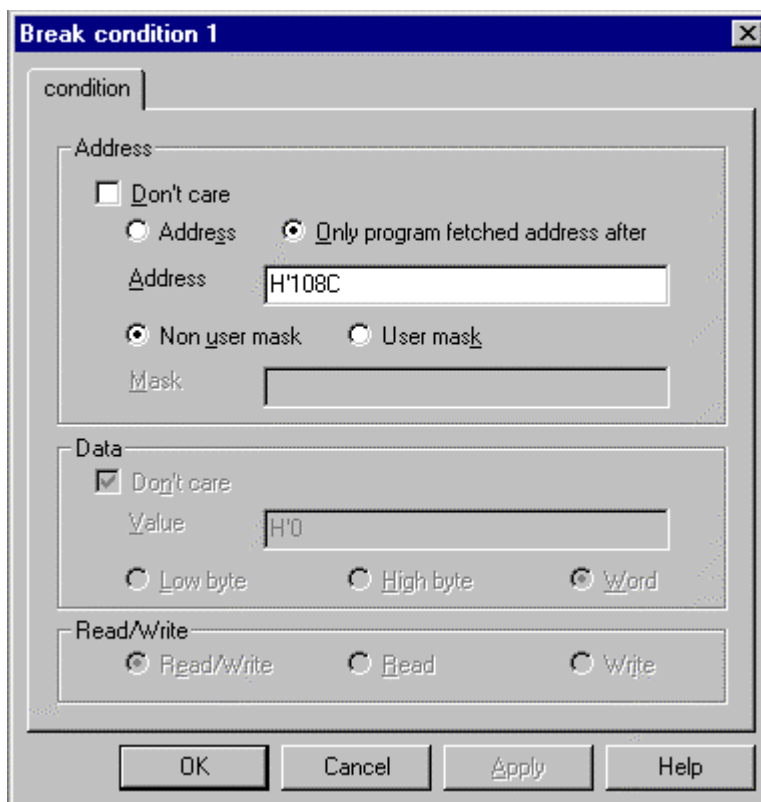 Break condition 1
condition
Address
Don't care
Address Only program fetched address after
Address H'108C
Non user mask User mask
Mask
Data
Don't care
Value H'0
Low byte High byte Word
Read/Write
Read/Write Read Write
OK Cancel Apply Help